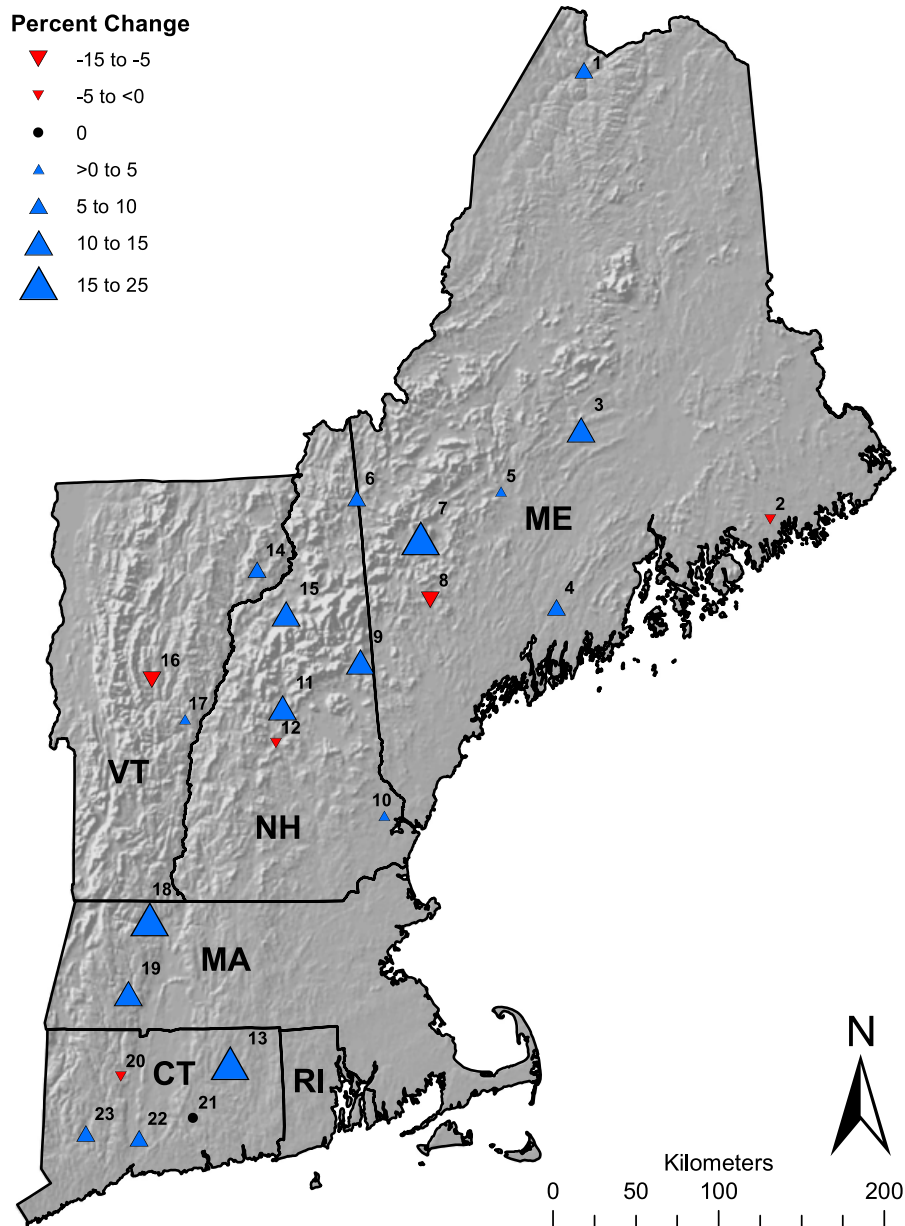 Percent Change
-15 to -5
-5 to <0
0
>0 to 5
5 to 10
10 to 15
15 to 25
1
3
5
6
ME
2
7
14
8
4
15
9
16
11
17
12
VT
10
NH
18
MA
19
13
20
CT
RI
21
23
22
N
Kilometers
0 50 100 200